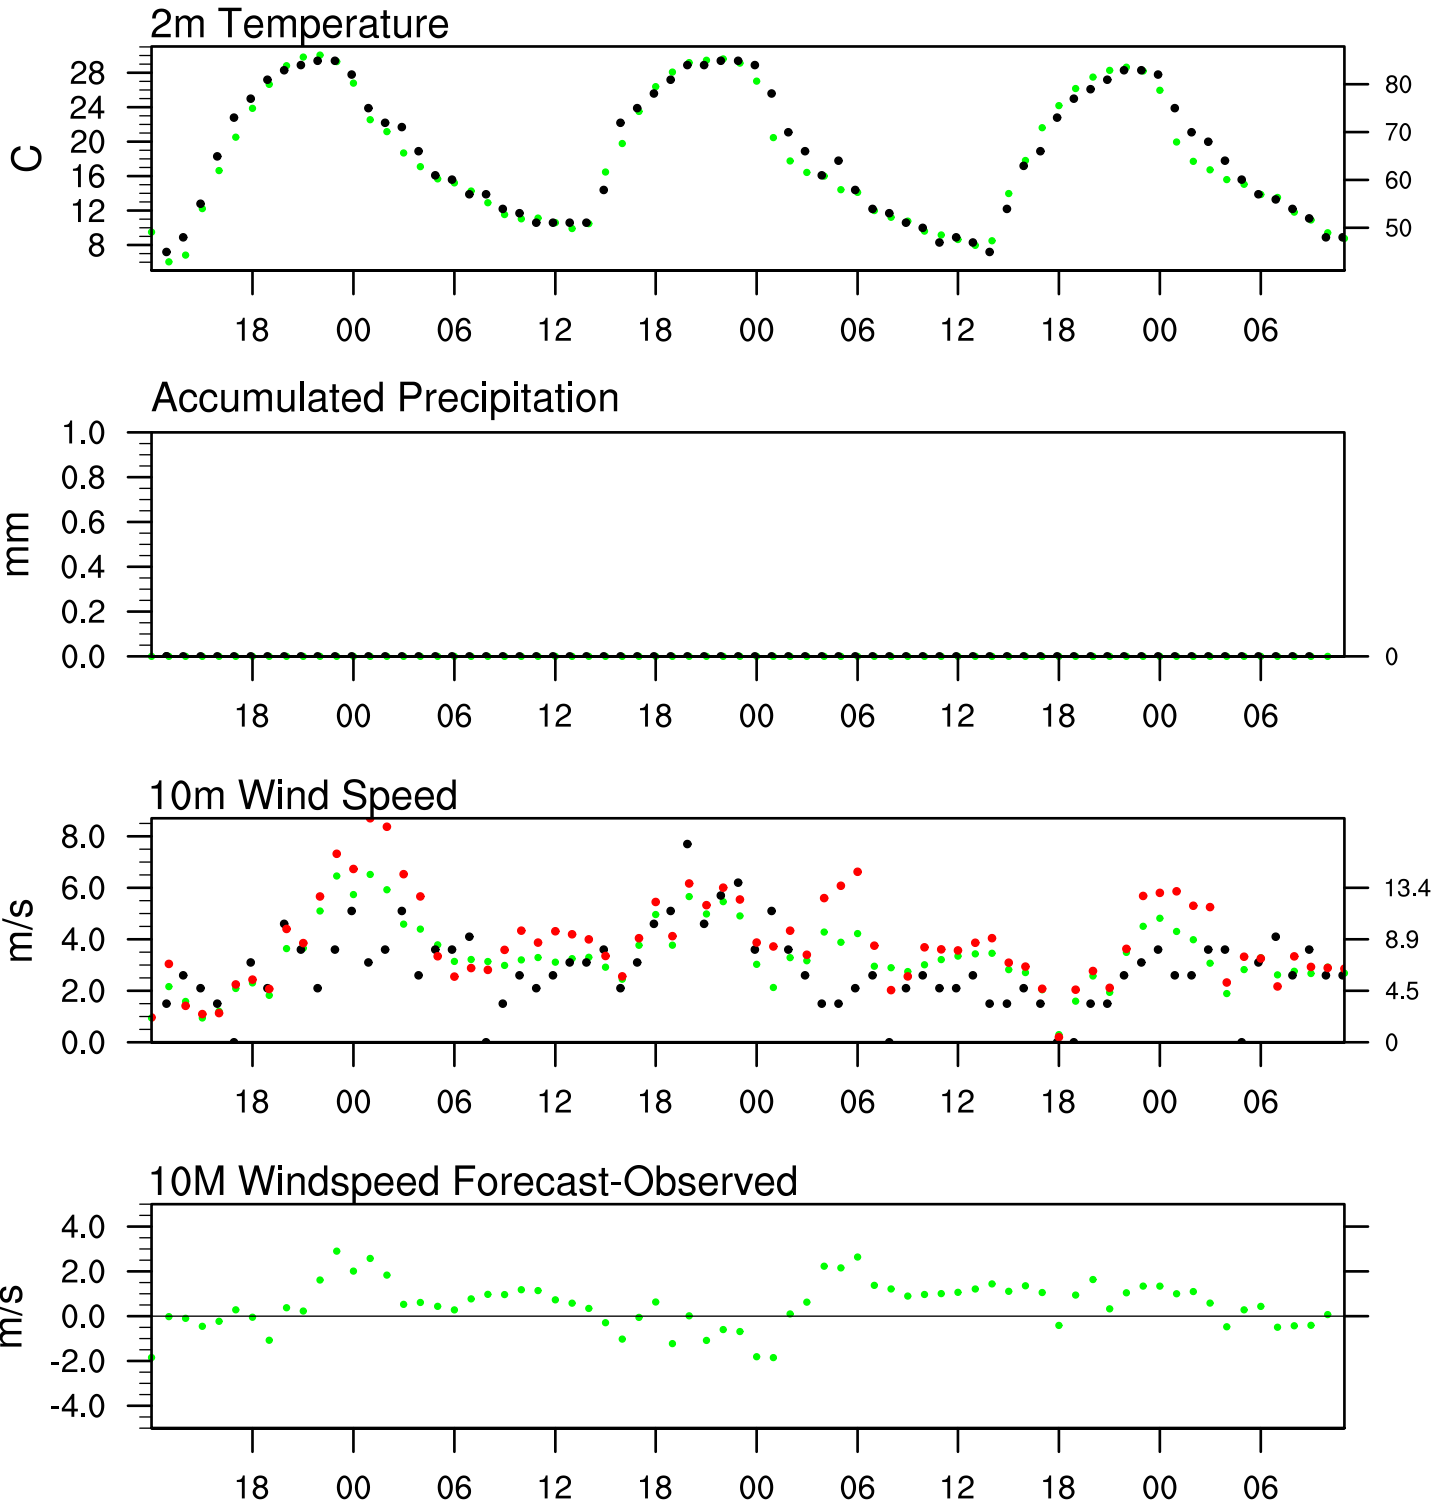 2m Temperature
28
24
20
16
12
8
C
80
70
60
50
18 00 06 12 18 00 06 12 18 00 06
Accumulated Precipitation
1.0
0.8
0.6
0.4
0.2
0.0
mm
0
18 00 06 12 18 00 06 12 18 00 06
10m Wind Speed
8.0
6.0
4.0
2.0
0.0
m/s
13.4
8.9
4.5
0
18 00 06 12 18 00 06 12 18 00 06
10M Windspeed Forecast-Observed
4.0
2.0
0.0
-2.0
-4.0
m/s
18 00 06 12 18 00 06 12 18 00 06